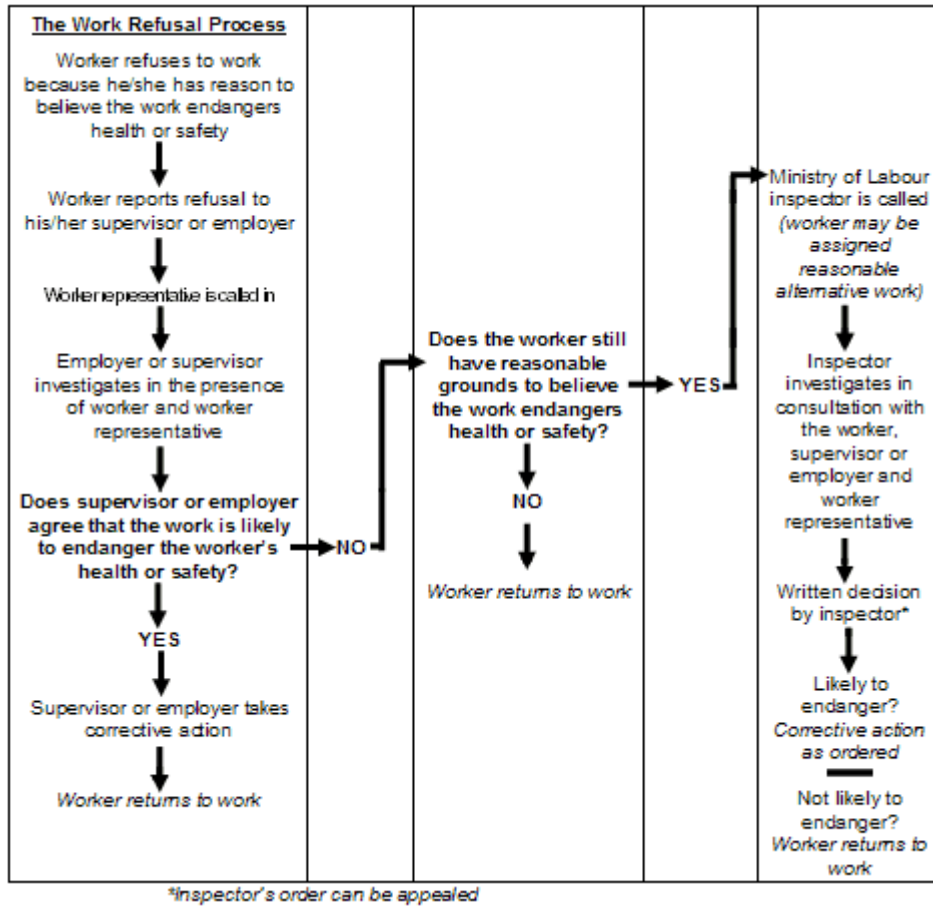 The Work Refusal Process
Worker refuses to work
because he/she has reason to
believe the work endangers
health or safety
Worker reports refusal to
his/her supervisor or employer
Worker representative is called in
Employer or supervisor
investigates in the presence
of worker and worker
representative
Does supervisor or employer
agree that the work is likely
to endanger the worker's
health or safety?
YES
Supervisor or employer takes
corrective action
Worker returns to work
NO
Does the worker still
have reasonable
grounds to believe
the work endangers
health or safety?
NO
Worker returns to work
YES
Ministry of Labour
inspector is called
(worker may be
assigned
reasonable
alternative work)
Inspector
investigates in
consultation with
the worker,
supervisor or
employer and
worker
representative
Written decision
by inspector*
Likely to
endanger?
Corrective action
as ordered
Not likely to
endanger?
Worker returns to
work
*Inspector's order can be appealed